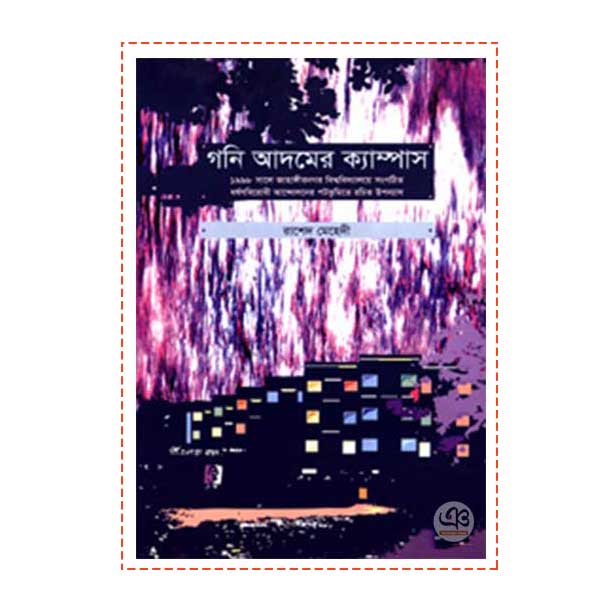 গনি আদমের ক্যাম্পাস
১৯৯৮ সালে জাহাঙ্গীরনগর বিশ্ববিদ্যালয়ে সংগঠিত
ধর্ষণবিরোধী আন্দোলনের পটভূমিতে রচিত উপন্যাস
রাশেদ মেহেদী